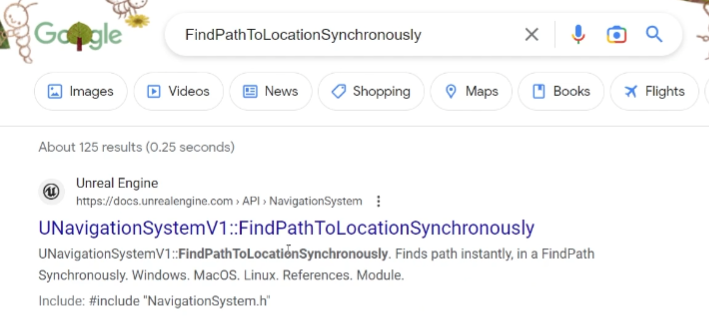 Google
FindPathToLocationSynchronously
Images Videos News Shopping Maps Books Flights
About 125 results (0.25 seconds)
Unreal Engine
https://docs.unrealengine.com › API › NavigationSystem
UNavigationSystemV1::FindPathToLocationSynchronously
UNavigationSystemV1::FindPathToLocationSynchronously. Finds path instantly, in a FindPath
Synchronously. Windows. MacOS. Linux. References. Module.
Include: #include "NavigationSystem.h"